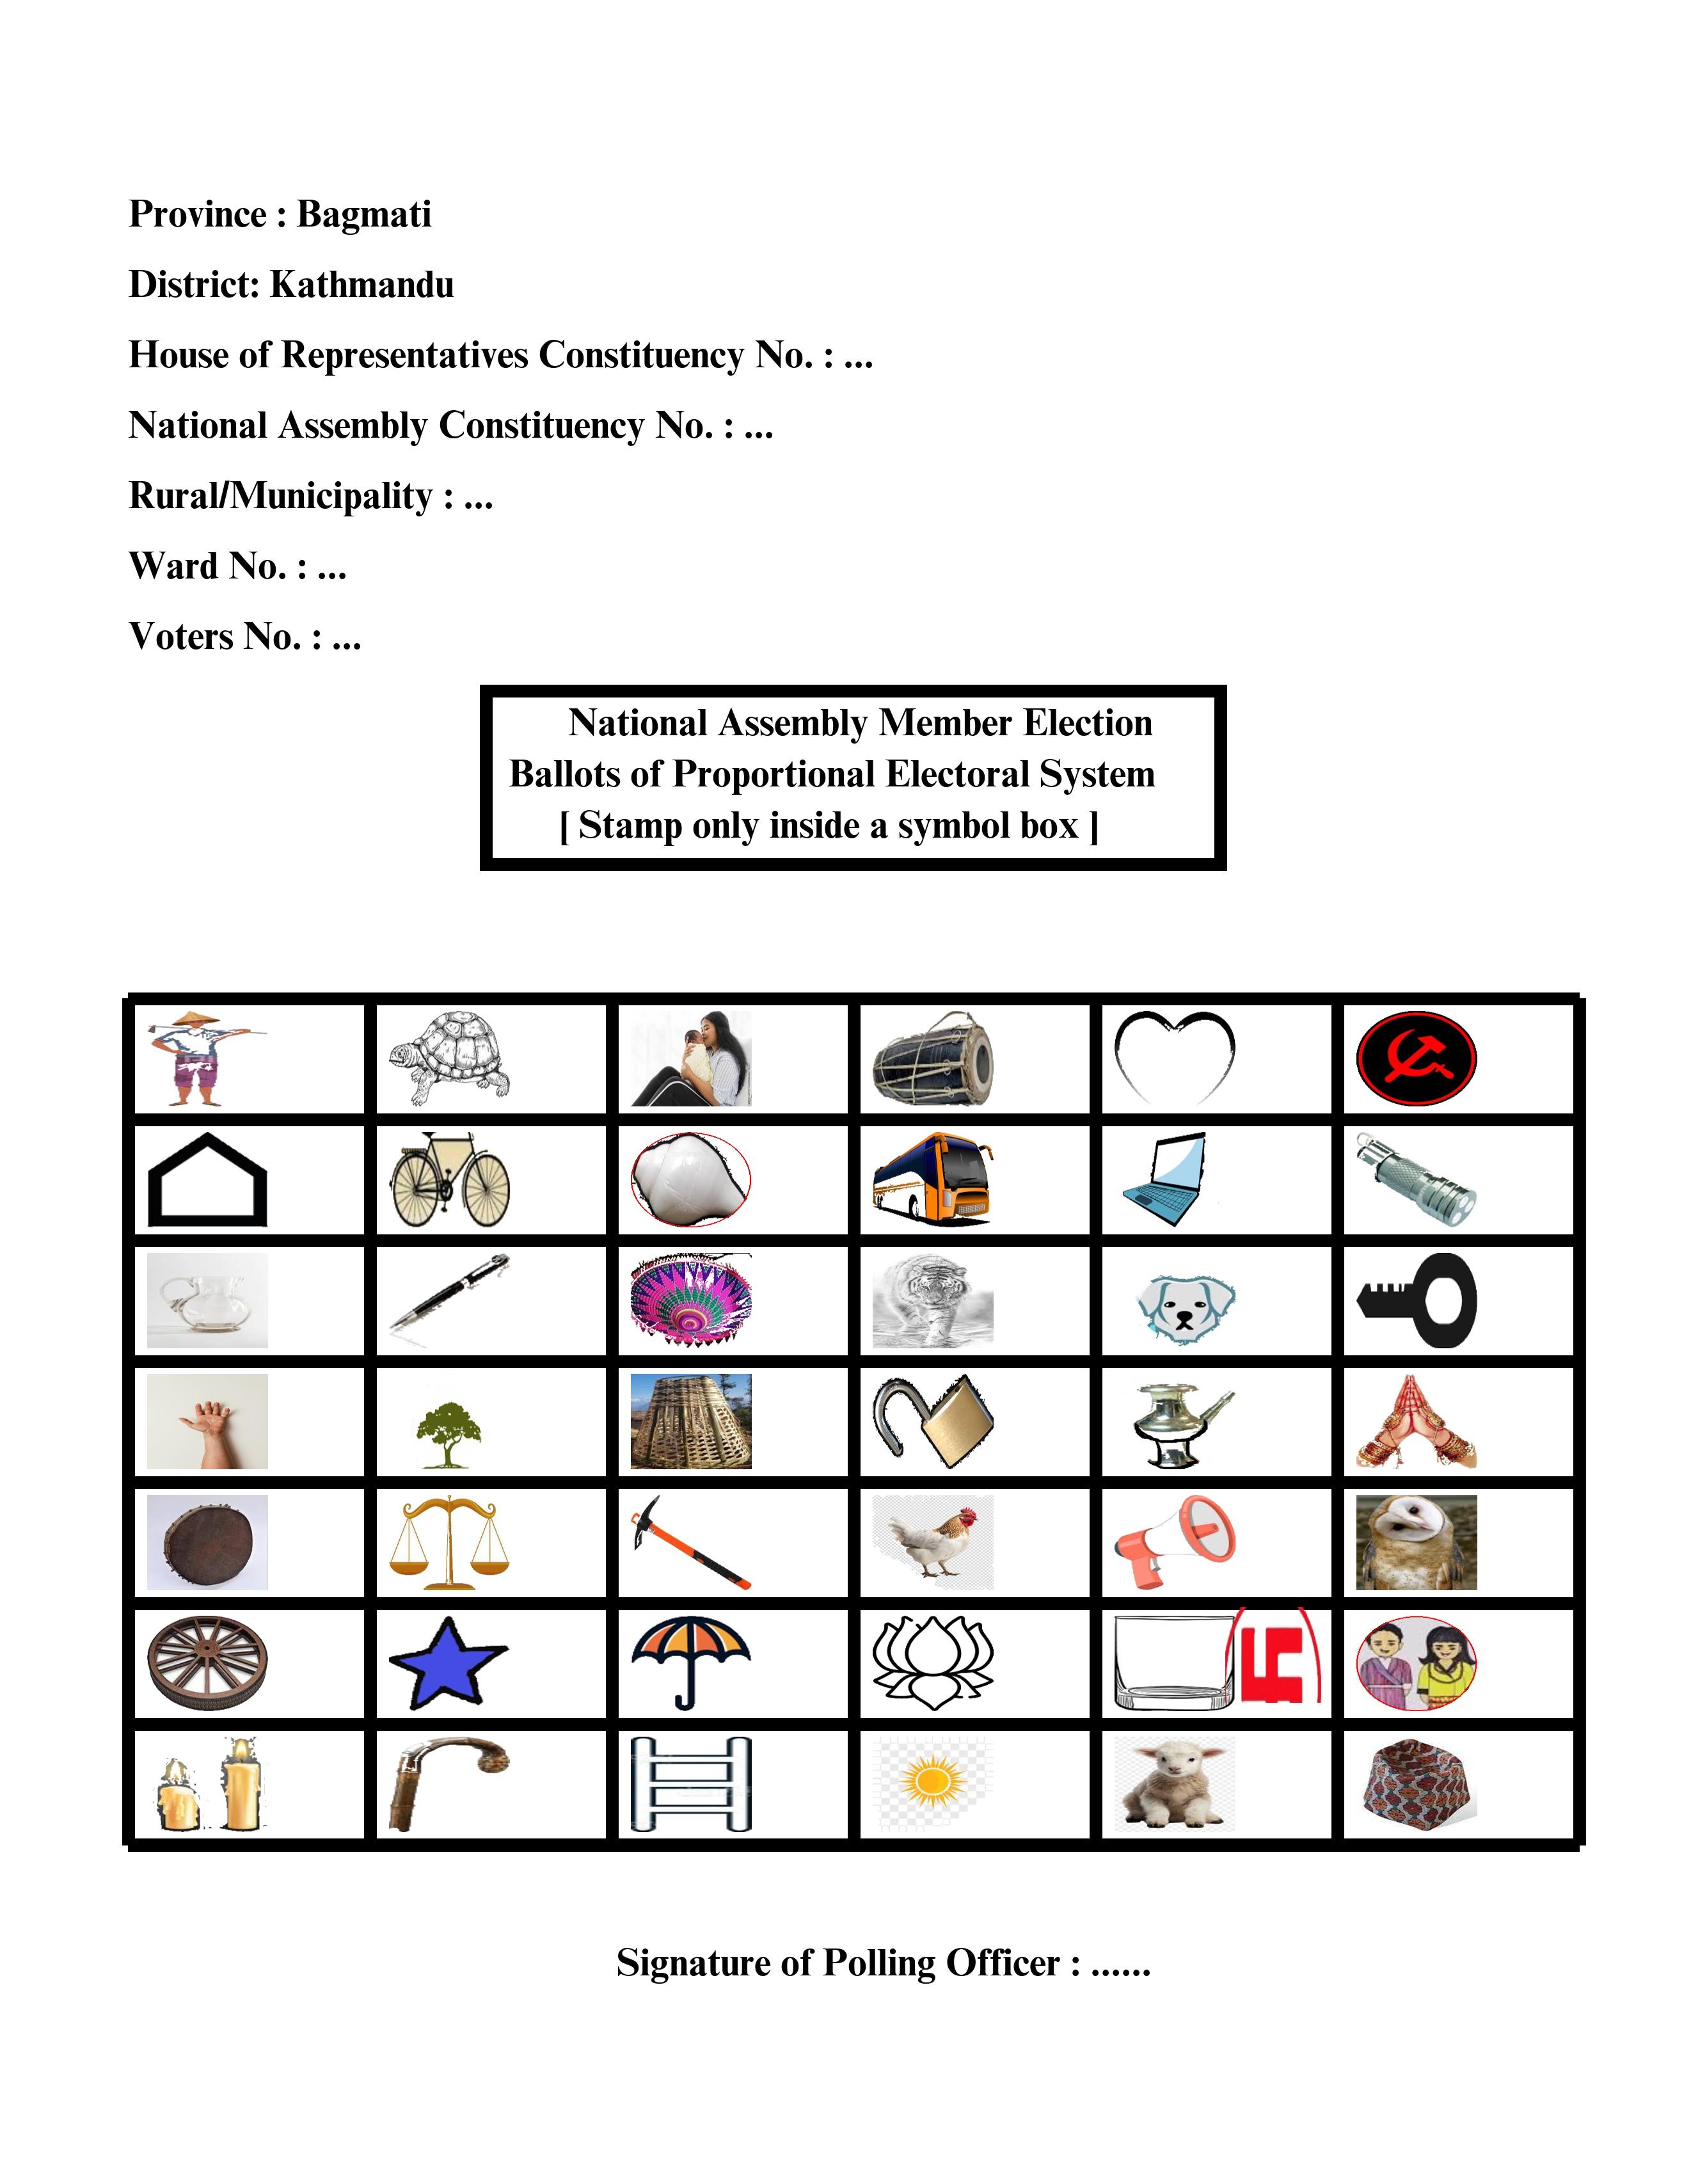 Province : Bagmati
District: Kathmandu
House of Representatives Constituency No. : ...
National Assembly Constituency No. : ...
Rural/Municipality : ...
Ward No. : ...
Voters No. : ...
National Assembly Member Election
Ballots of Proportional Electoral System
[ Stamp only inside a symbol box ]
Signature of Polling Officer : ......